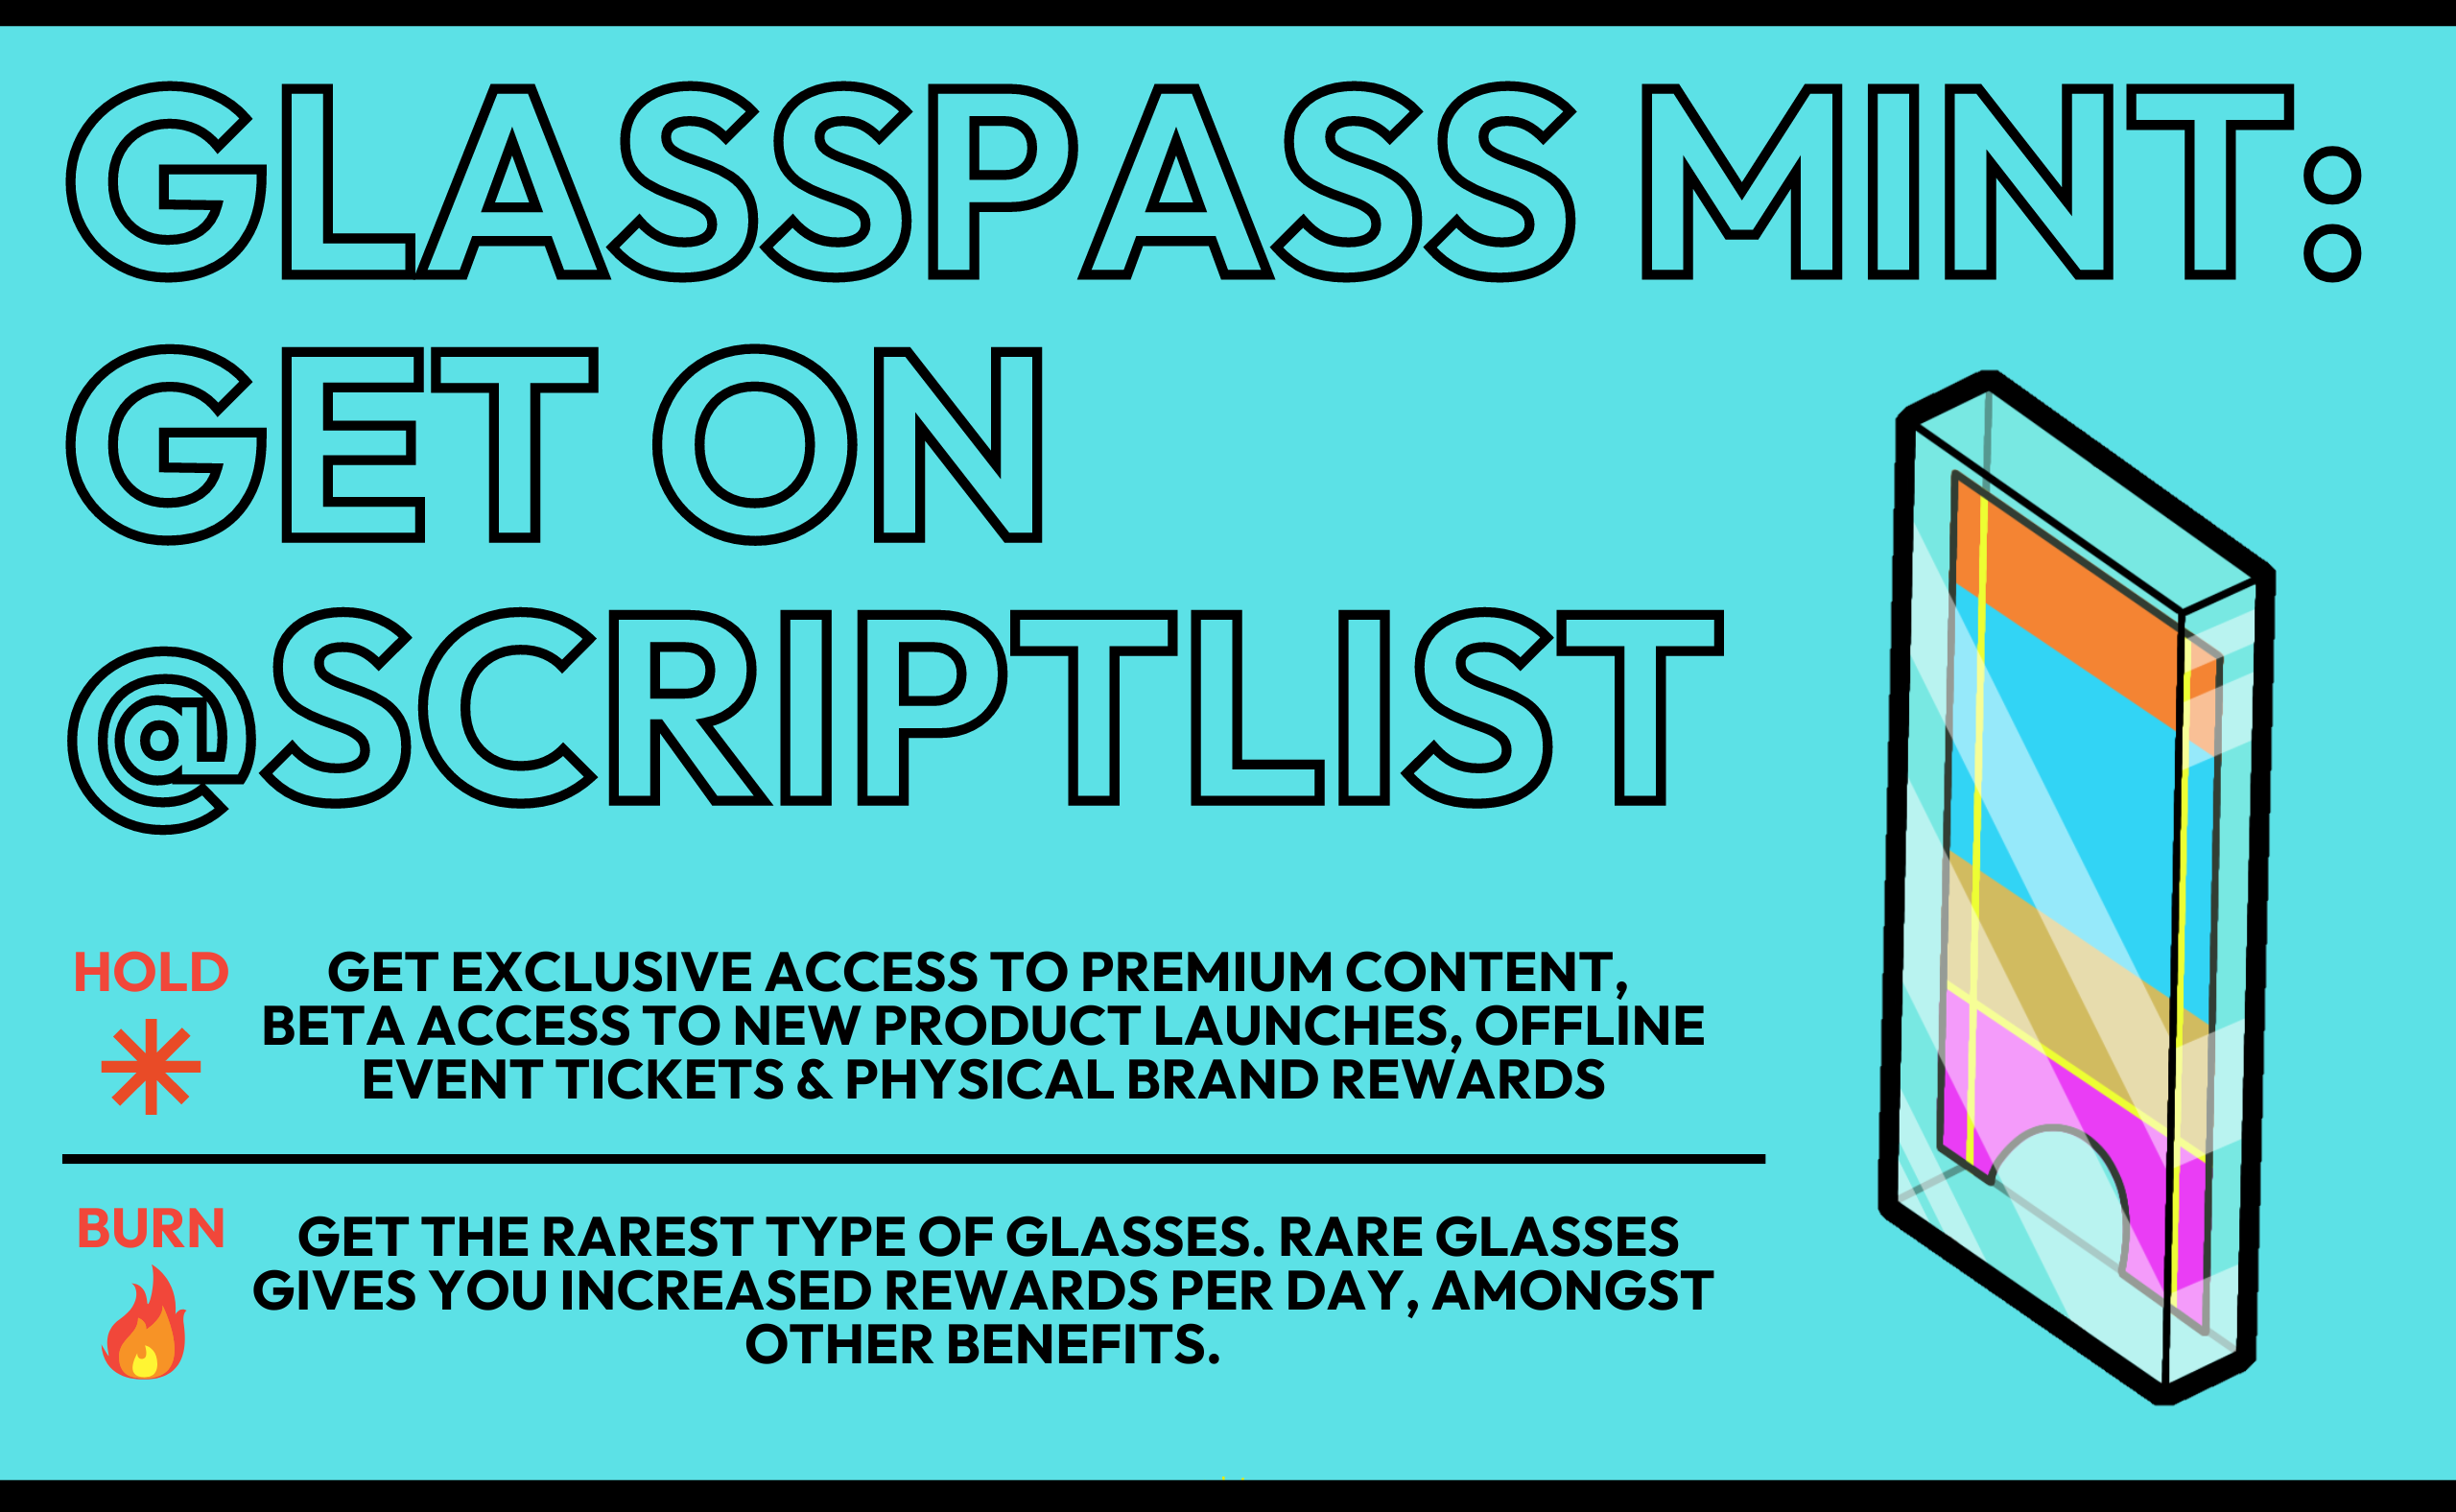 GLASSPASS MINT:
GET ON
@SCRIPTLIST
HOLD
GET EXCLUSIVE ACCESS TO PREMIUM CONTENT,
BETA ACCESS TO NEW PRODUCT LAUNCHES, OFFLINE
EVENT TICKETS & PHYSICAL BRAND REWARDS
BURN
GET THE RAREST TYPE OF GLASSES. RARE GLASSES
GIVES YOU INCREASED REWARDS PER DAY, AMONGST
OTHER BENEFITS.